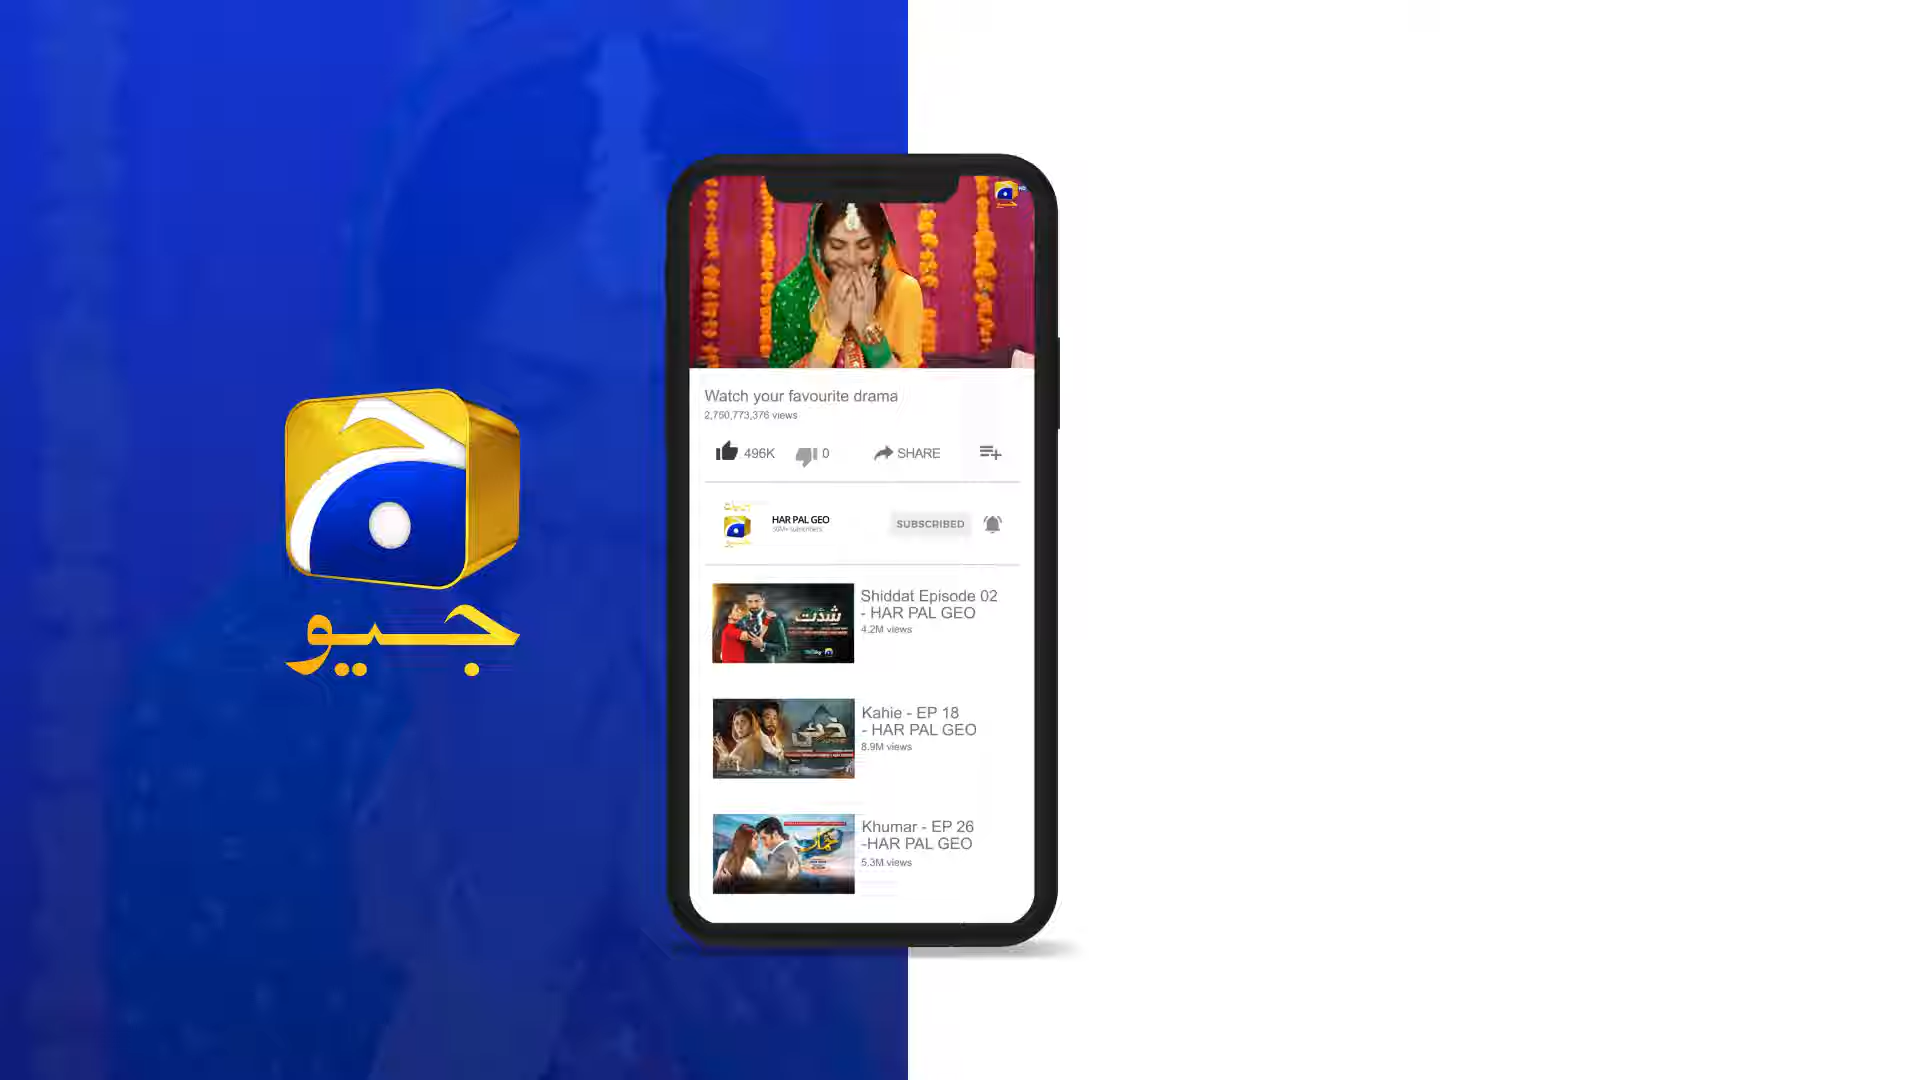 جیو
Watch your favourite drama
2,750,773,376 views
496K
0
SHARE
HAR PAL GEO
SUBSCRIBED
شدّت
Shiddat Episode 02
- HAR PAL GEO
4.2M views
Kahie - EP 18
- HAR PAL GEO
8.9M views
خمار
Khumar - EP 26
-HAR PAL GEO
5.3M views